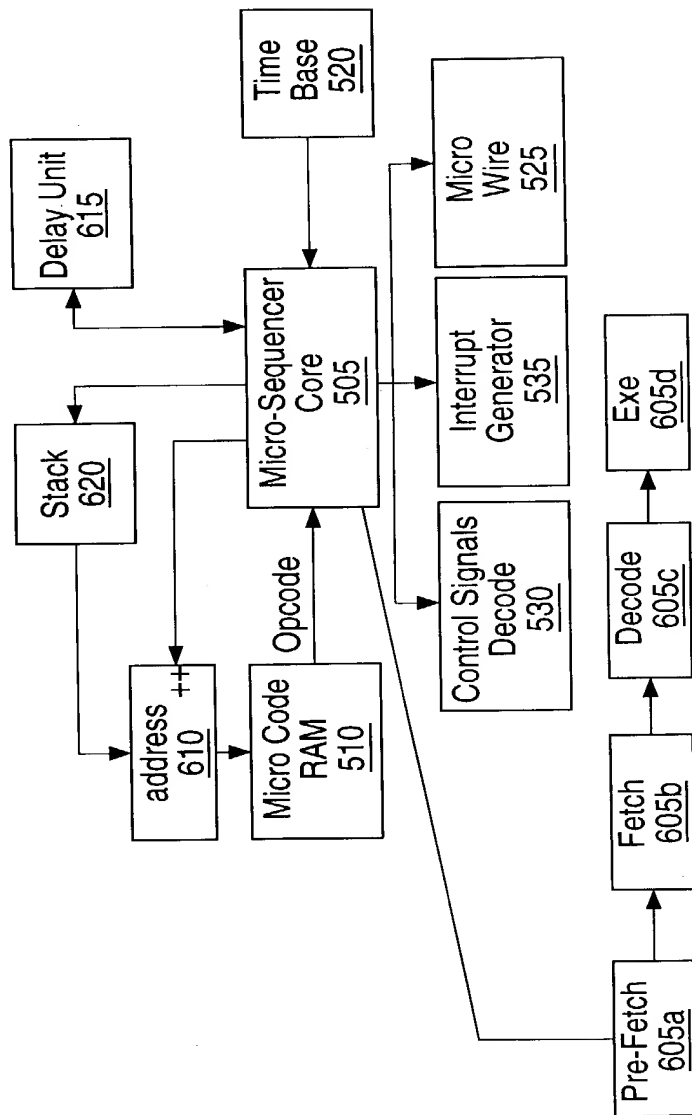 Delay Unit
615
Stack
620
address
610
++
Time
Base
520
Micro-Sequencer
Core
505
Opcode
Micro Code
RAM
510
Micro
Wire
525
Interrupt
Generator
535
Control Signals
Decode
530
Pre-Fetch
605a
Fetch
605b
Decode
605c
Exe
605d